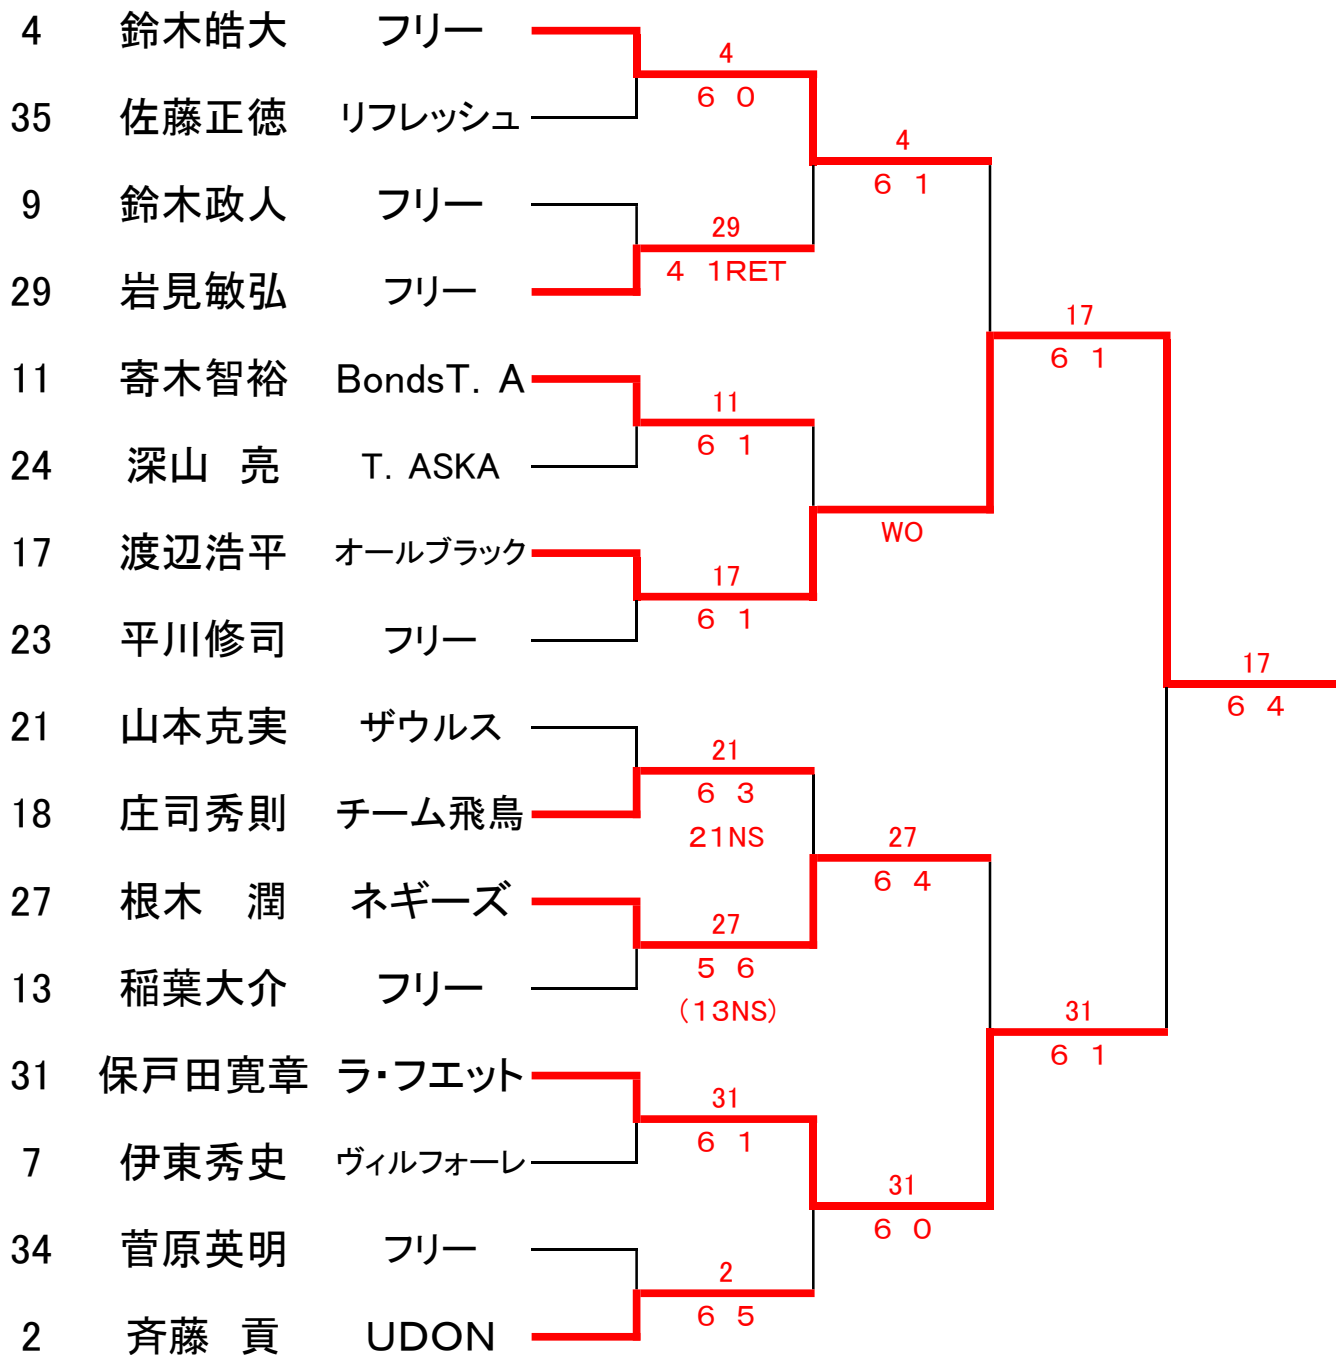 4 鈴木皓大 フリー
4
6 0
35 佐藤正徳 リフレッシュ
4
6 1
9 鈴木政人 フリー
29
4 1RET
29 岩見敏弘 フリー
17
6 1
11 寄木智裕 BondsT. A
11
6 1
24 深山 亮 T. ASKA
WO
17 渡辺浩平 オールブラック
17
6 1
23 平川修司 フリー
17
6 4
21 山本克実 ザウルス
21
6 3
18 庄司秀則 チーム飛鳥
21NS
27
6 4
27 根木 潤 ネギーズ
27
5 6
13 稲葉大介 フリー
(13NS)
31
6 1
31 保戸田寛章 ラ・フエット
31
6 1
7 伊東秀史 ヴィルフォーレ
31
6 0
34 菅原英明 フリー
2
6 5
2 斉藤 貢 UDON